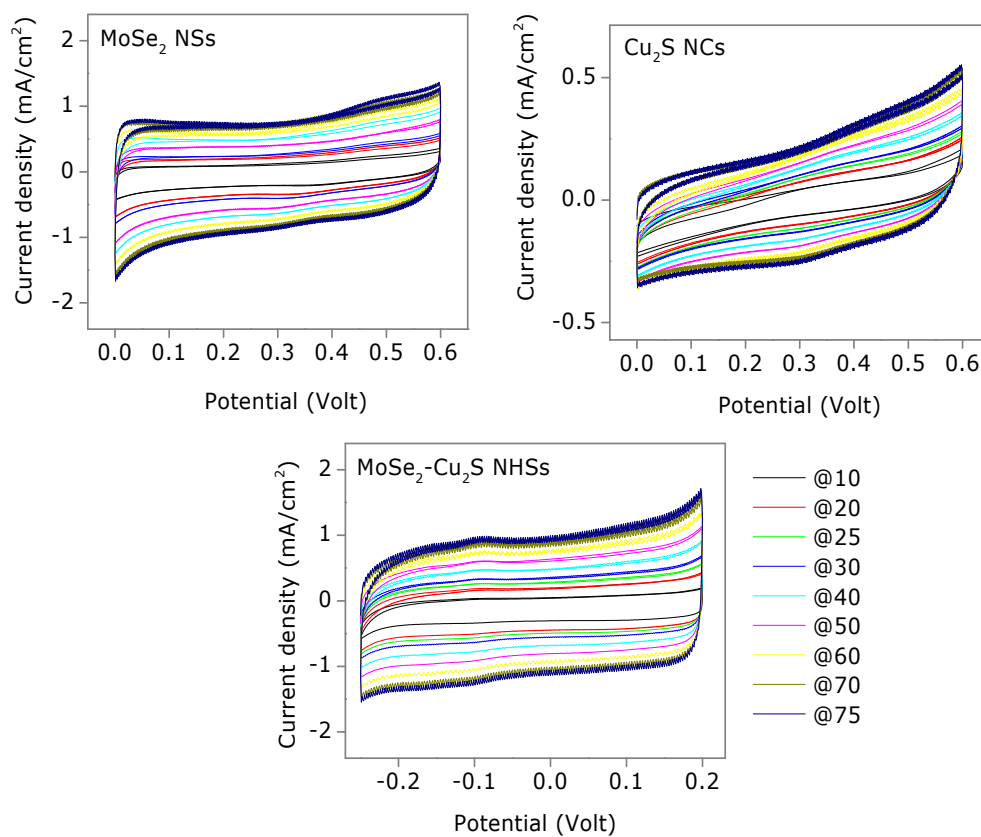 MoSe₂ NSs
2
1
0
-1
-2
Current density (mA/cm²)
0.0 0.1 0.2 0.3 0.4 0.5 0.6
Potential (Volt)
Cu₂S NCs
0.5
0.0
-0.5
Current density (mA/cm²)
0.0 0.1 0.2 0.3 0.4 0.5 0.6
Potential (Volt)
MoSe₂-Cu₂S NHSs
2
1
0
-1
-2
Current density (mA/cm²)
-0.2 -0.1 0.0 0.1 0.2
Potential (Volt)
@10
@20
@25
@30
@40
@50
@60
@70
@75